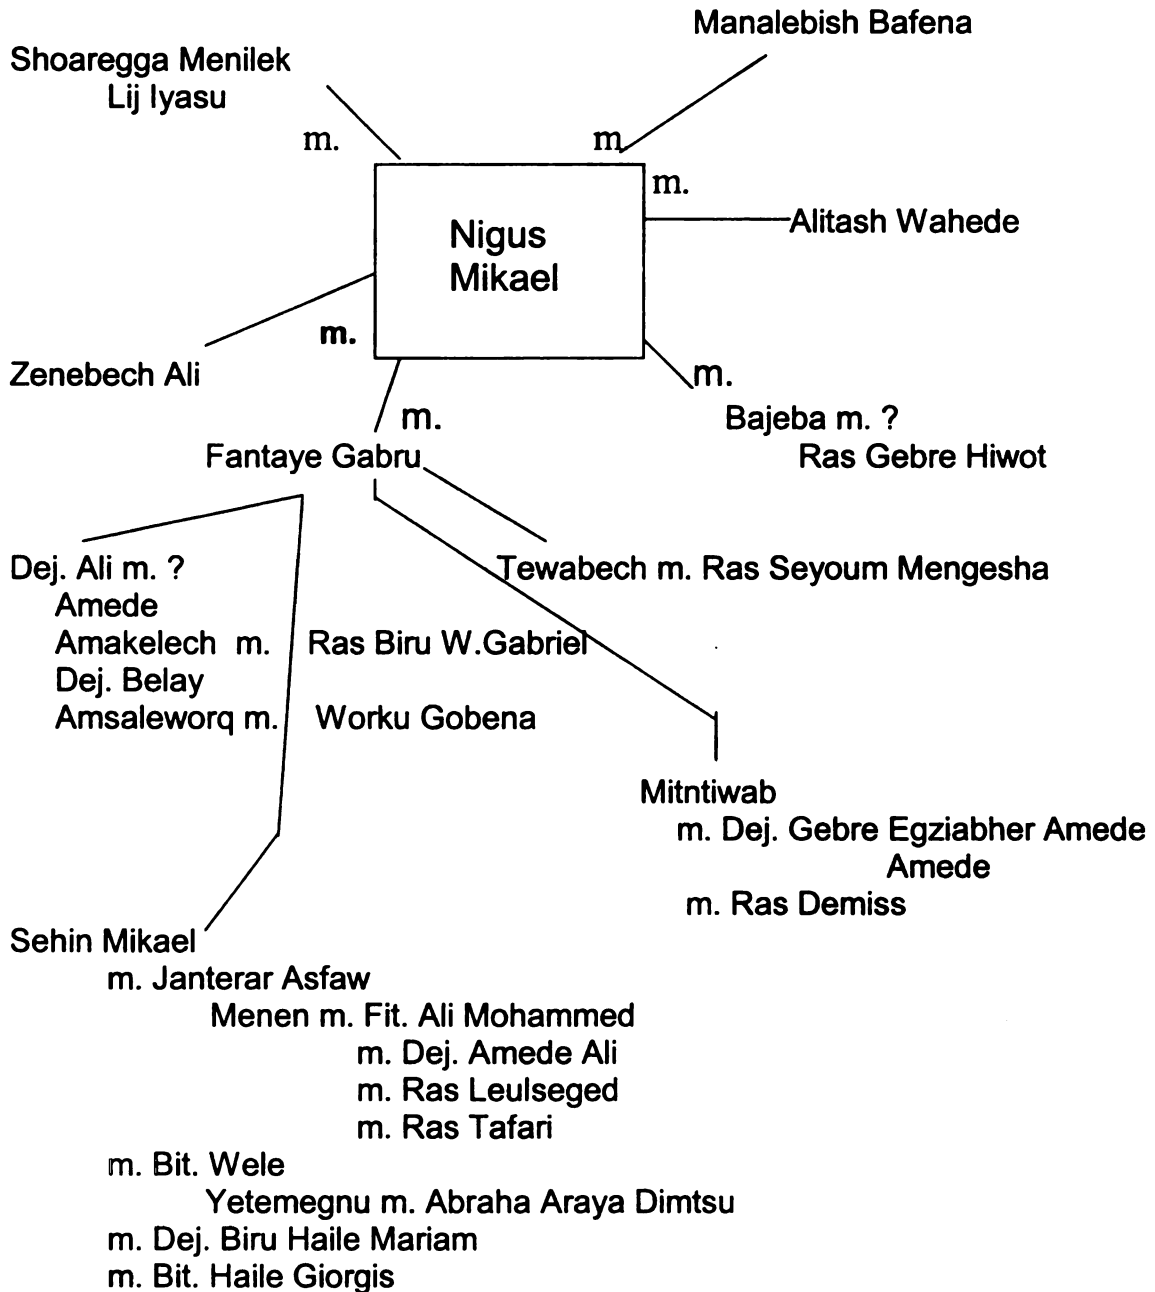 Manalebish Bafena
Shoaregga Menilek
Lij Iyasu
m.
m.
m.
Alitash Wahede
Nigus
Mikael
m.
Zenebech Ali
m.
m.
Bajeba m. ?
Fantaye Gabru
Ras Gebre Hiwot
Dej. Ali m. ?
Tewabech m. Ras Seyoum Mengesha
Amede
Amakelech m. Ras Biru W.Gabriel
Dej. Belay
Amsaleworq m. Worku Gobena
Mitntiwab
m. Dej. Gebre Egziabher Amede
Amede
m. Ras Demiss
Sehin Mikael
m. Janterar Asfaw
Menen m. Fit. Ali Mohammed
m. Dej. Amede Ali
m. Ras Leulseged
m. Ras Tafari
m. Bit. Wele
Yetemegnu m. Abraha Araya Dimtsu
m. Dej. Biru Haile Mariam
m. Bit. Haile Giorgis